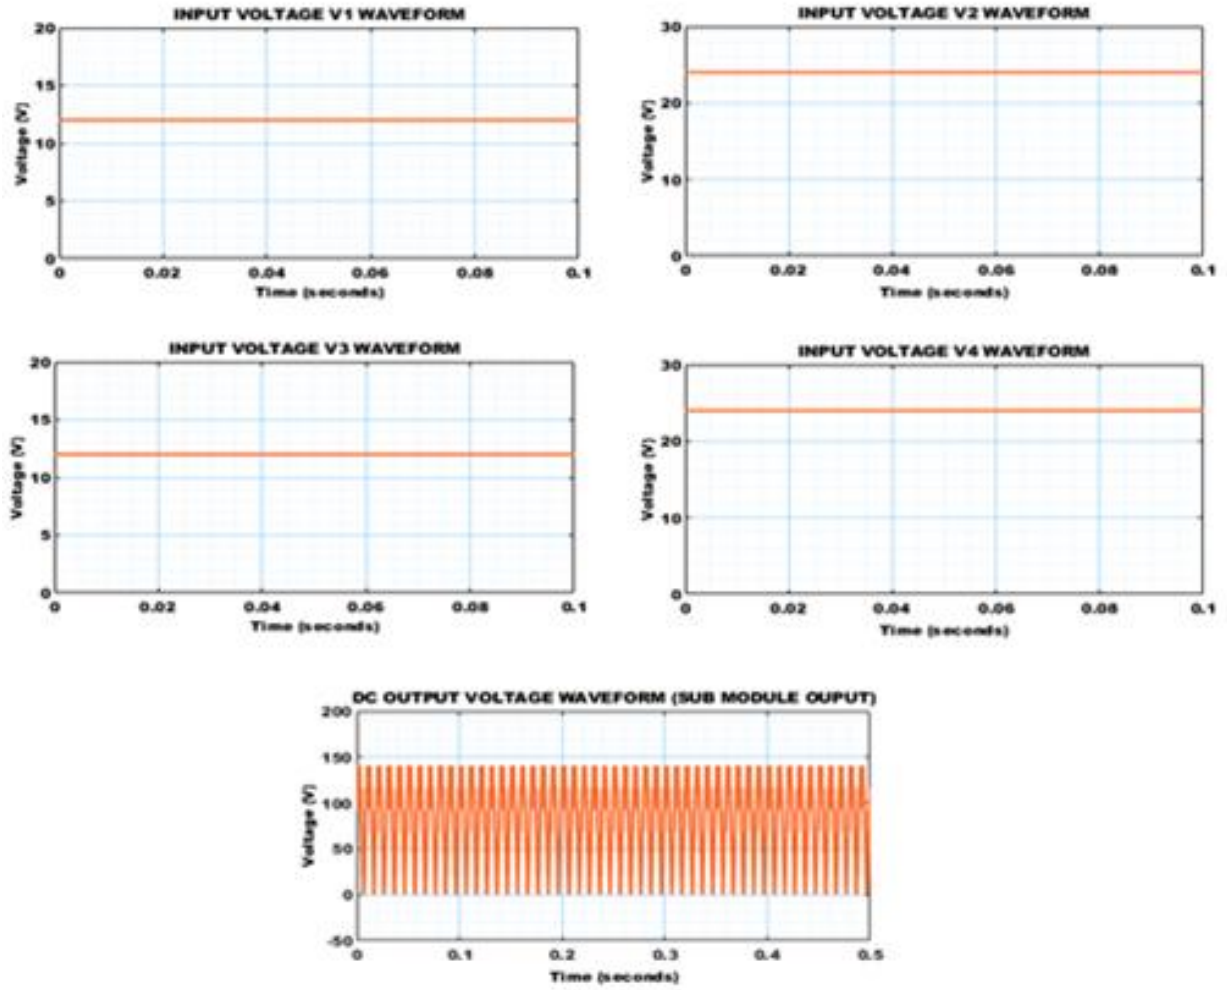 INPUT VOLTAGE V1 WAVEFORM
20
15
10
5
0
Voltage (V)
0 0.02 0.04 0.06 0.08 0.1
Time (seconds)
INPUT VOLTAGE V2 WAVEFORM
30
20
10
0
Voltage (V)
0 0.02 0.04 0.06 0.08 0.1
Time (seconds)
INPUT VOLTAGE V3 WAVEFORM
20
15
10
5
0
Voltage (V)
0 0.02 0.04 0.06 0.08 0.1
Time (seconds)
INPUT VOLTAGE V4 WAVEFORM
30
20
10
0
Voltage (V)
0 0.02 0.04 0.06 0.08 0.1
Time (seconds)
DC OUTPUT VOLTAGE WAVEFORM (SUB MODULE OUPUT)
200
150
100
50
0
-50
Voltage (V)
0 0.1 0.2 0.3 0.4 0.5
Time (seconds)